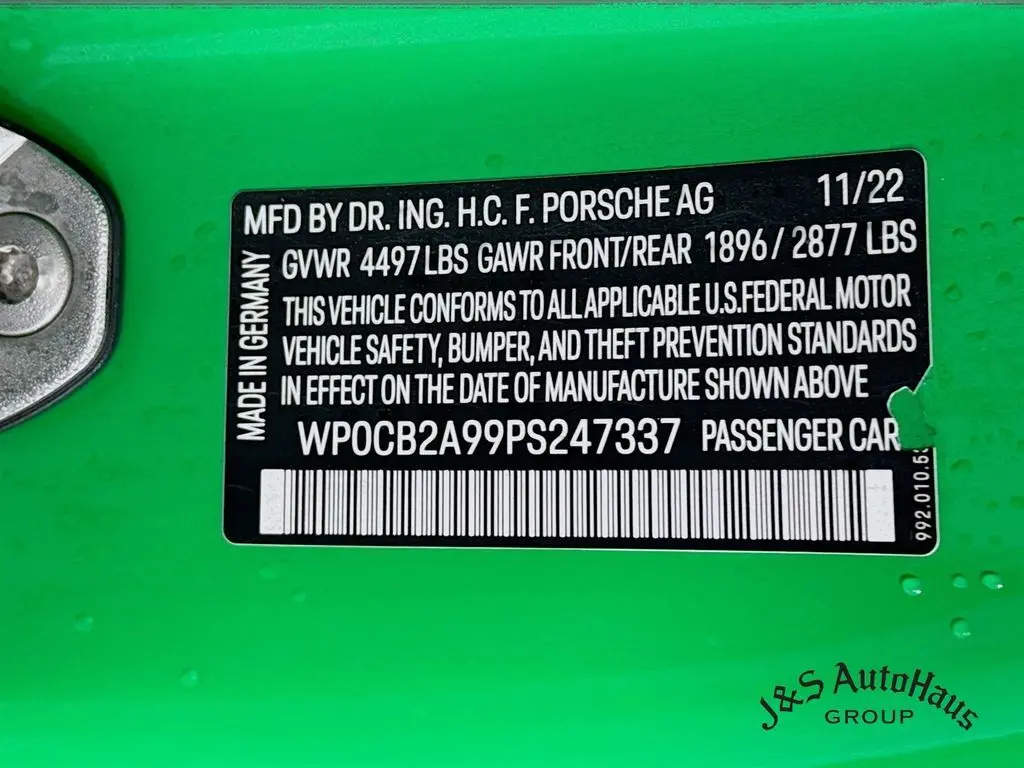 MFD BY DR. ING. H.C. F. PORSCHE AG 11/22
GVWR 4497 LBS GAWR FRONT/REAR 1896 / 2877 LBS
THIS VEHICLE CONFORMS TO ALL APPLICABLE U.S.FEDERAL MOTOR
VEHICLE SAFETY, BUMPER, AND THEFT PREVENTION STANDARDS
IN EFFECT ON THE DATE OF MANUFACTURE SHOWN ABOVE
WP0CB2A99PS247337 PASSENGER CAR
MADE IN GERMANY
J&S AutoHaus
GROUP